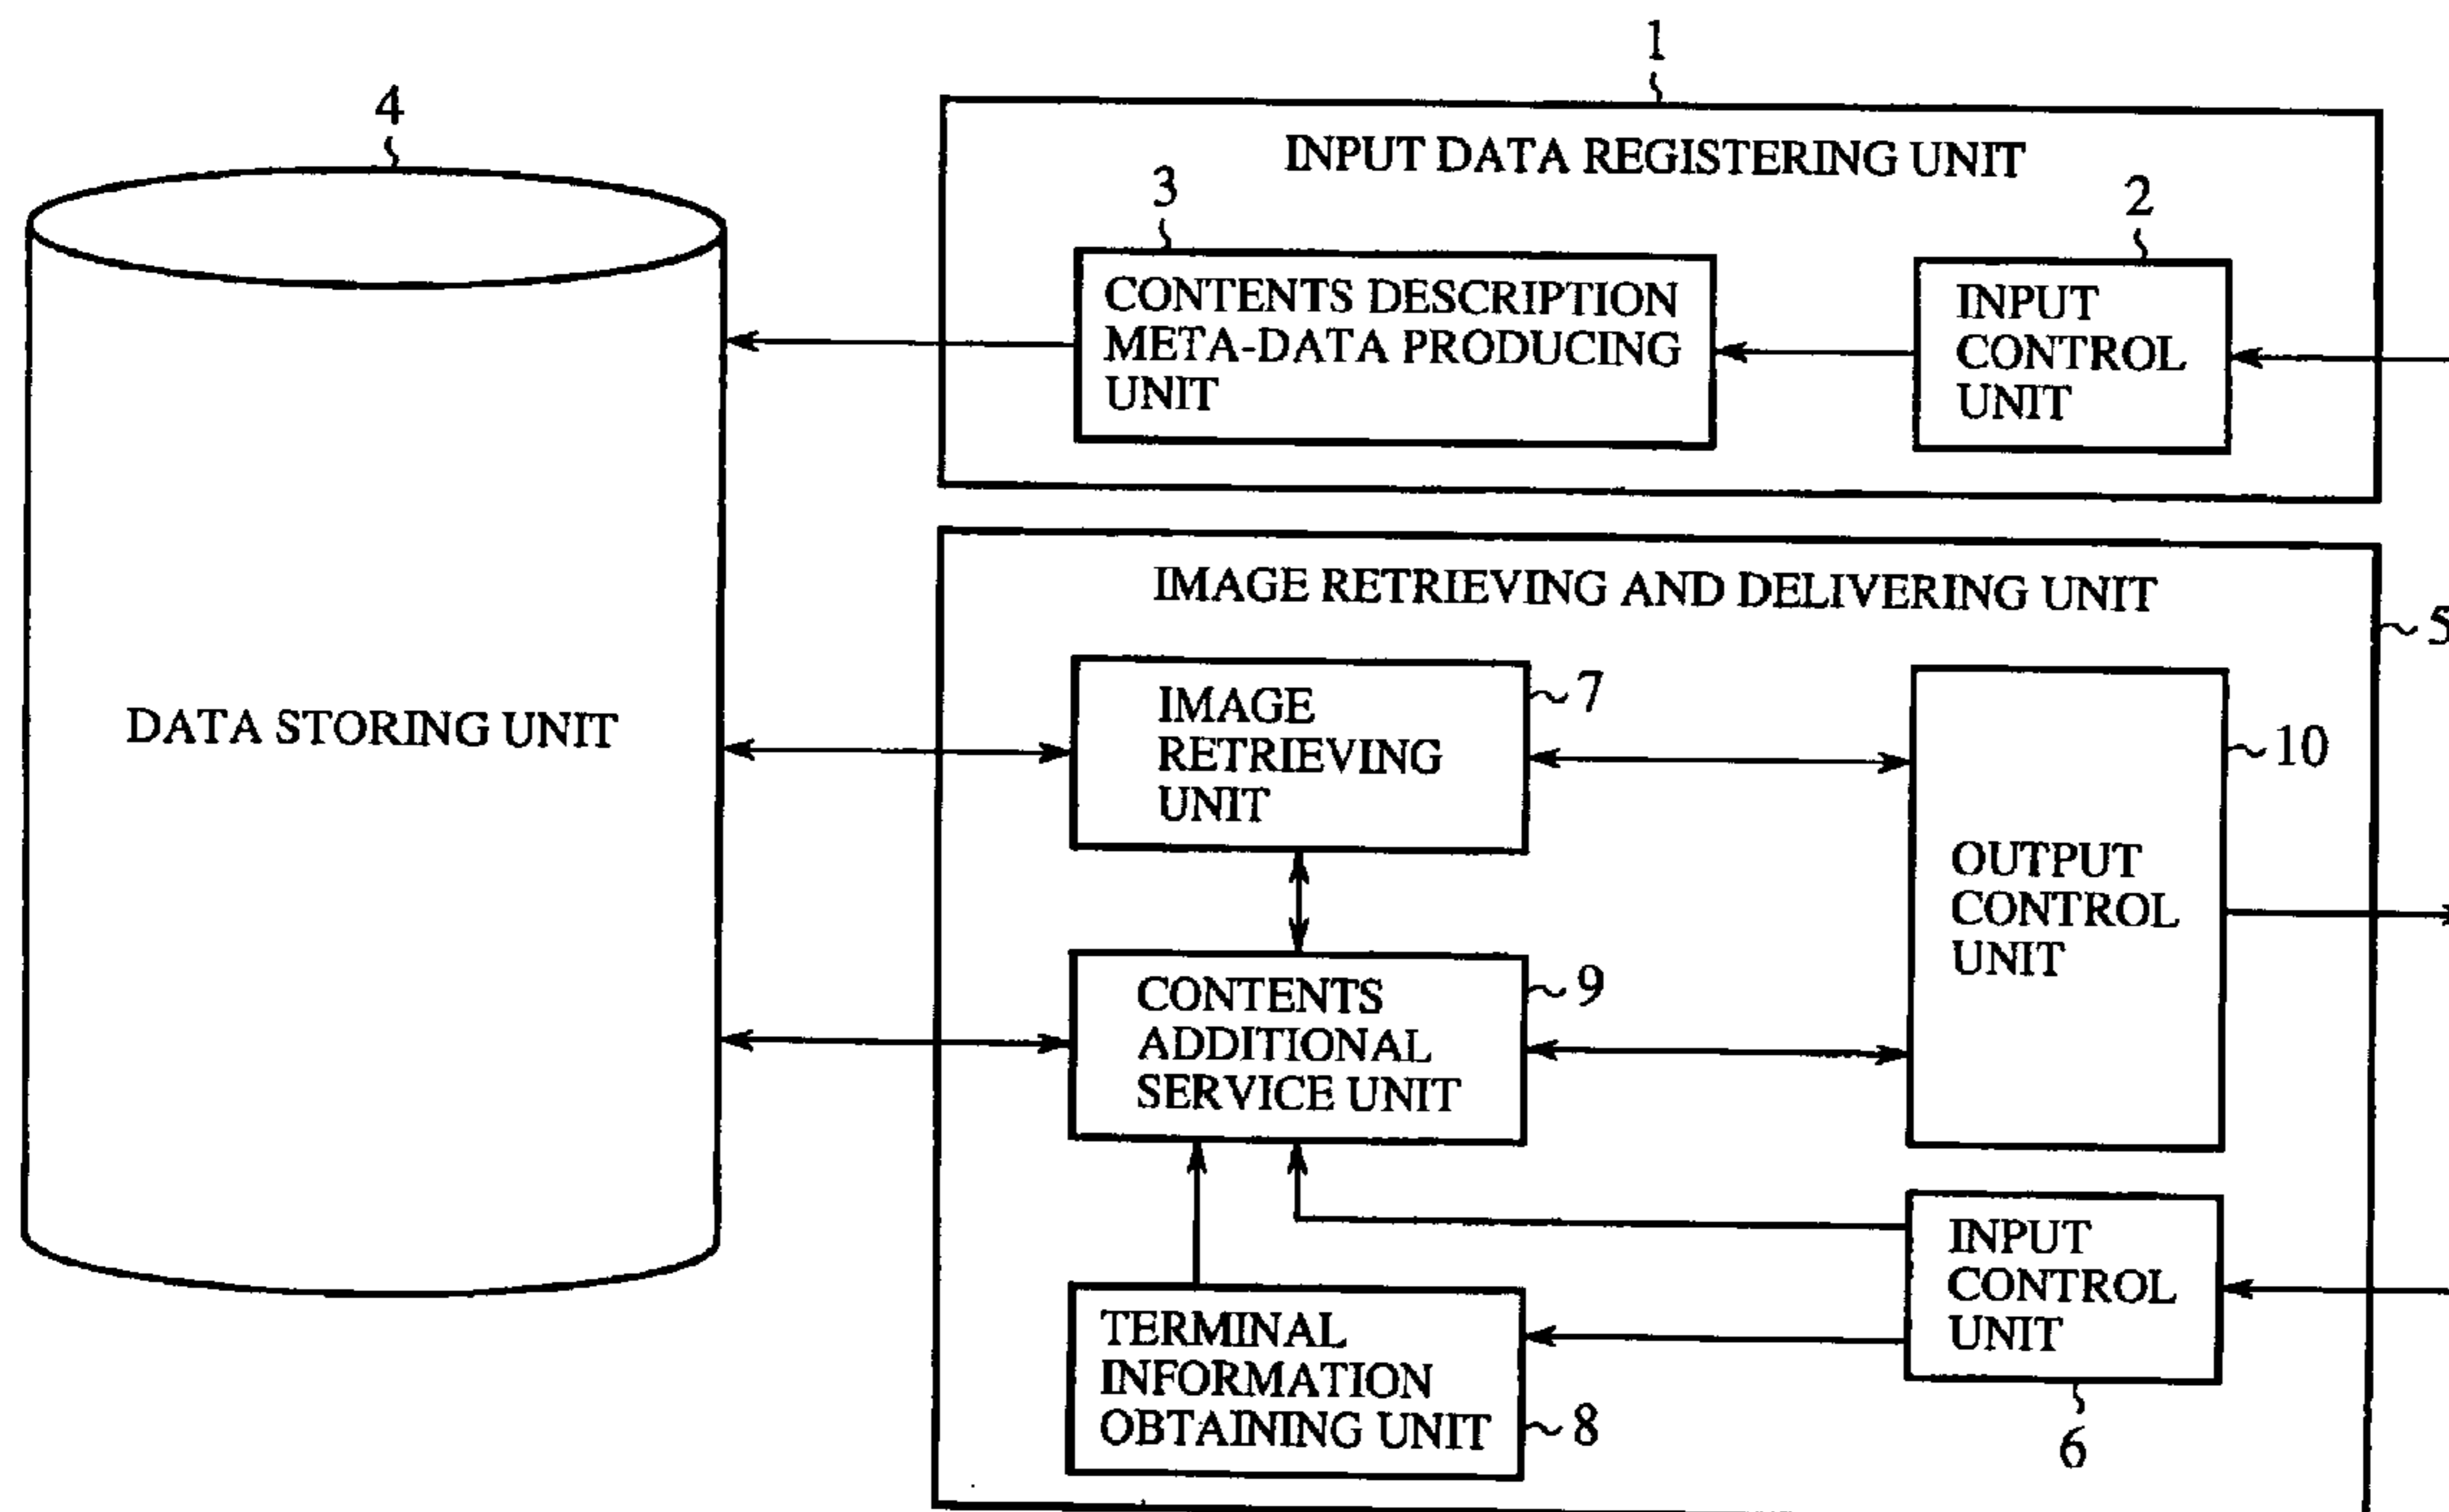 1
4
INPUT DATA REGISTERING UNIT
3
2
CONTENTS DESCRIPTION
META-DATA PRODUCING
UNIT
INPUT
CONTROL
UNIT
IMAGE RETRIEVING AND DELIVERING UNIT
5
DATA STORING UNIT
IMAGE
RETRIEVING
UNIT
7
10
OUTPUT
CONTROL
UNIT
CONTENTS
ADDITIONAL
SERVICE UNIT
9
INPUT
CONTROL
UNIT
6
TERMINAL
INFORMATION
OBTAINING UNIT
8